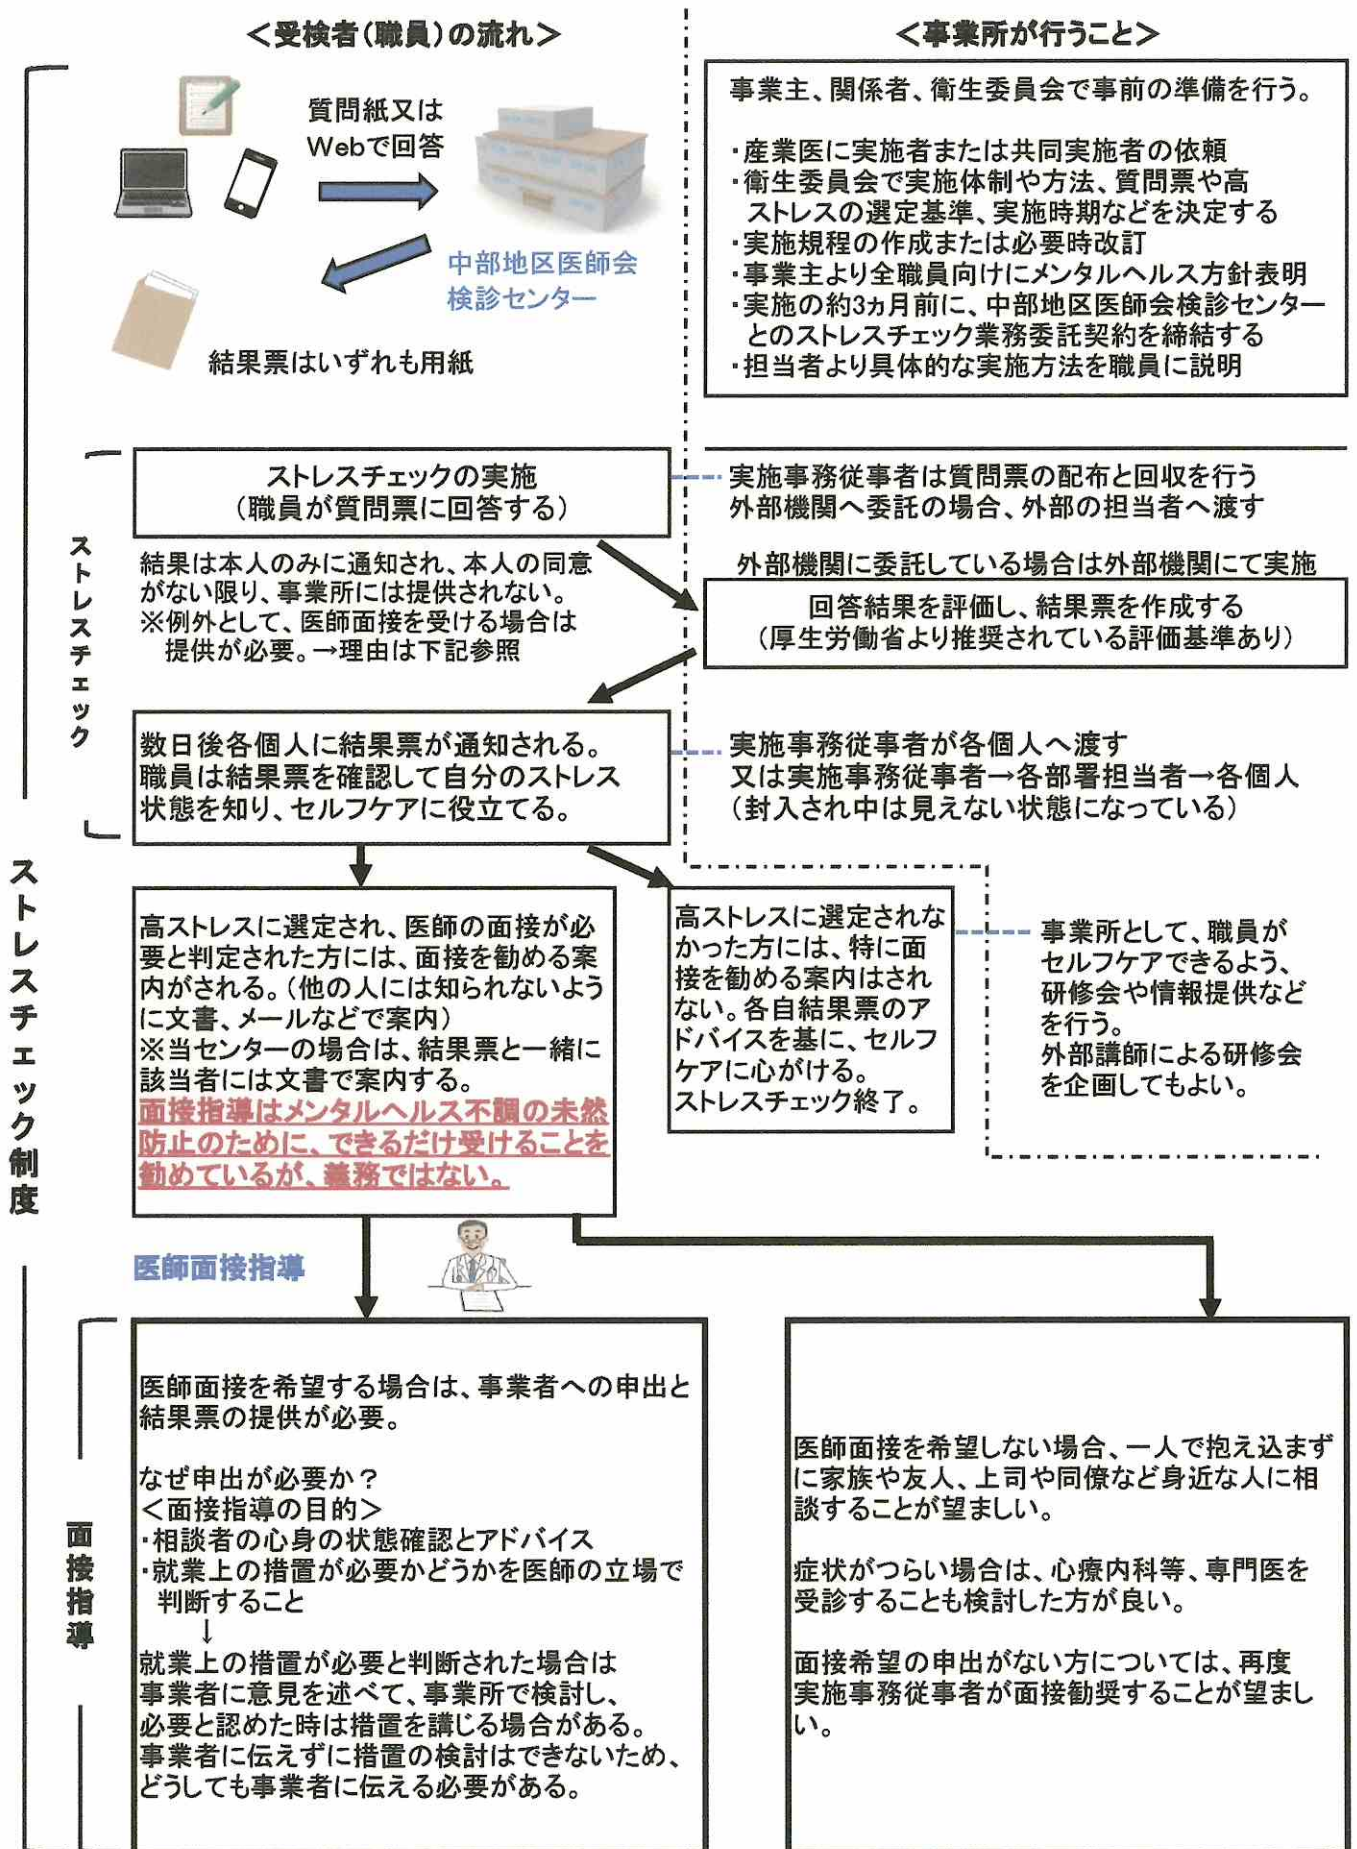 ＜受検者(職員)の流れ＞
質問紙又は
Webで回答
中部地区医師会
検診センター
結果票はいずれも用紙
＜事業所が行うこと＞
事業主、関係者、衛生委員会で事前の準備を行う。
・産業医に実施者または共同実施者の依頼
・衛生委員会で実施体制や方法、質問票や高
ストレスの選定基準、実施時期などを決定する
・実施規程の作成または必要時改訂
・事業主より全職員向けにメンタルヘルス方針表明
・実施の約3ヵ月前に、中部地区医師会検診センター
とのストレスチェック業務委託契約を締結する
・担当者より具体的な実施方法を職員に説明
ストレスチェック制度
ストレスチェック
ストレスチェックの実施
(職員が質問票に回答する)
実施事務従事者は質問票の配布と回収を行う
外部機関へ委託の場合、外部の担当者へ渡す
結果は本人のみに通知され、本人の同意
がない限り、事業所には提供されない。
※例外として、医師面接を受ける場合は
提供が必要。→理由は下記参照
外部機関に委託している場合は外部機関にて実施
回答結果を評価し、結果票を作成する
(厚生労働省より推奨されている評価基準あり)
数日後各個人に結果票が通知される。
職員は結果票を確認して自分のストレス
状態を知り、セルフケアに役立てる。
実施事務従事者が各個人へ渡す
又は実施事務従事者→各部署担当者→各個人
(封入され中は見えない状態になっている)
高ストレスに選定され、医師の面接が必
要と判定された方には、面接を勧める案
内がされる。(他の人には知られないよう
に文書、メールなどで案内)
※当センターの場合は、結果票と一緒に
該当者には文書で案内する。
面接指導はメンタルヘルス不調の未然
防止のために、できるだけ受けることを
勧めているが、義務ではない。
高ストレスに選定されな
かった方には、特に面
接を勧める案内はされ
ない。各自結果票のア
ドバイスを基に、セルフ
ケアに心がける。
ストレスチェック終了。
事業所として、職員が
セルフケアできるよう、
研修会や情報提供など
を行う。
外部講師による研修会
を企画してもよい。
医師面接指導
面接指導
医師面接を希望する場合は、事業者への申出と
結果票の提供が必要。
なぜ申出が必要か？
＜面接指導の目的＞
・相談者の心身の状態確認とアドバイス
・就業上の措置が必要かどうかを医師の立場で
判断すること
↓
就業上の措置が必要と判断された場合は
事業者に意見を述べて、事業所で検討し、
必要と認めた時は措置を講じる場合がある。
事業者に伝えずに措置の検討はできないため、
どうしても事業者に伝える必要がある。
医師面接を希望しない場合、一人で抱え込まず
に家族や友人、上司や同僚など身近な人に相
談することが望ましい。
症状がつらい場合は、心療内科等、専門医を
受診することも検討した方が良い。
面接希望の申出がない方については、再度
実施事務従事者が面接勧奨することが望まし
い。